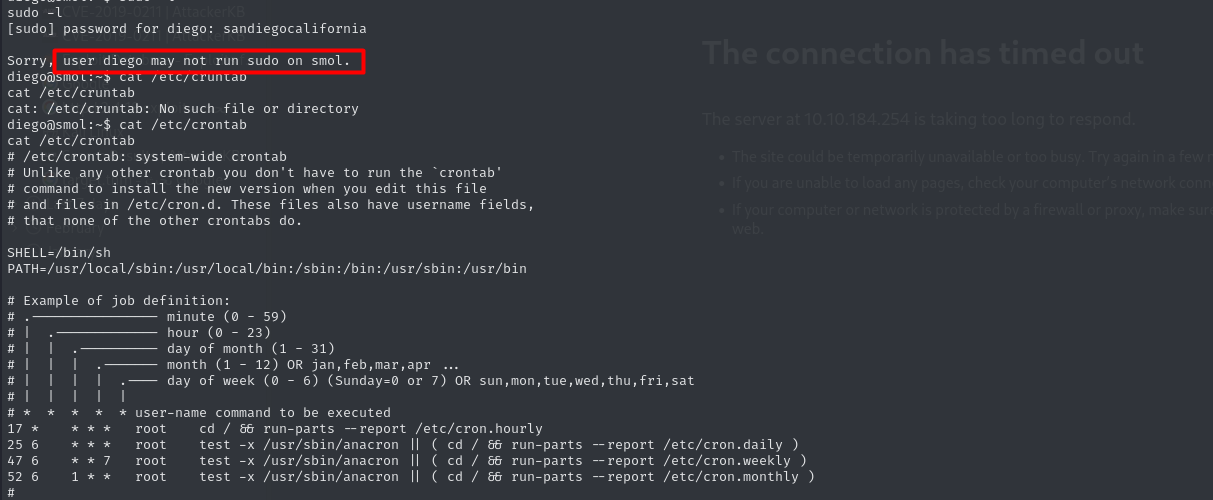 sudo -l
[sudo] password for diego: sandiegocalifornia
Sorry, user diego may not run sudo on smol.
diego@smol:~$ cat /etc/cruntab
cat /etc/cruntab
cat: /etc/cruntab: No such file or directory
diego@smol:~$ cat /etc/crontab
cat /etc/crontab
# /etc/crontab: system-wide crontab
# Unlike any other crontab you don't have to run the `crontab'
# command to install the new version when you edit this file
# and files in /etc/cron.d. These files also have username fields,
# that none of the other crontabs do.
SHELL=/bin/sh
PATH=/usr/local/sbin:/usr/local/bin:/sbin:/bin:/usr/sbin:/usr/bin
# Example of job definition:
# .---------------- minute (0 - 59)
# |  .------------- hour (0 - 23)
# |  |  .---------- day of month (1 - 31)
# |  |  |  .------- month (1 - 12) OR jan,feb,mar,apr ...
# |  |  |  |  .---- day of week (0 - 6) (Sunday=0 or 7) OR sun,mon,tue,wed,thu,fri,sat
# |  |  |  |  |
# *  *  *  *  * user-name command to be executed
17 *    * * *   root    cd / && run-parts --report /etc/cron.hourly
25 6    * * *   root    test -x /usr/sbin/anacron || ( cd / && run-parts --report /etc/cron.daily )
47 6    * * 7   root    test -x /usr/sbin/anacron || ( cd / && run-parts --report /etc/cron.weekly )
52 6    1 * *   root    test -x /usr/sbin/anacron || ( cd / && run-parts --report /etc/cron.monthly )
#
The connection has timed out
The server at 10.10.184.254 is taking too long to respond.
The site could be temporarily unavailable or too busy. Try again in a few
If you are unable to load any pages, check your computer's network
If your computer or network is protected by a firewall or proxy, make
web.